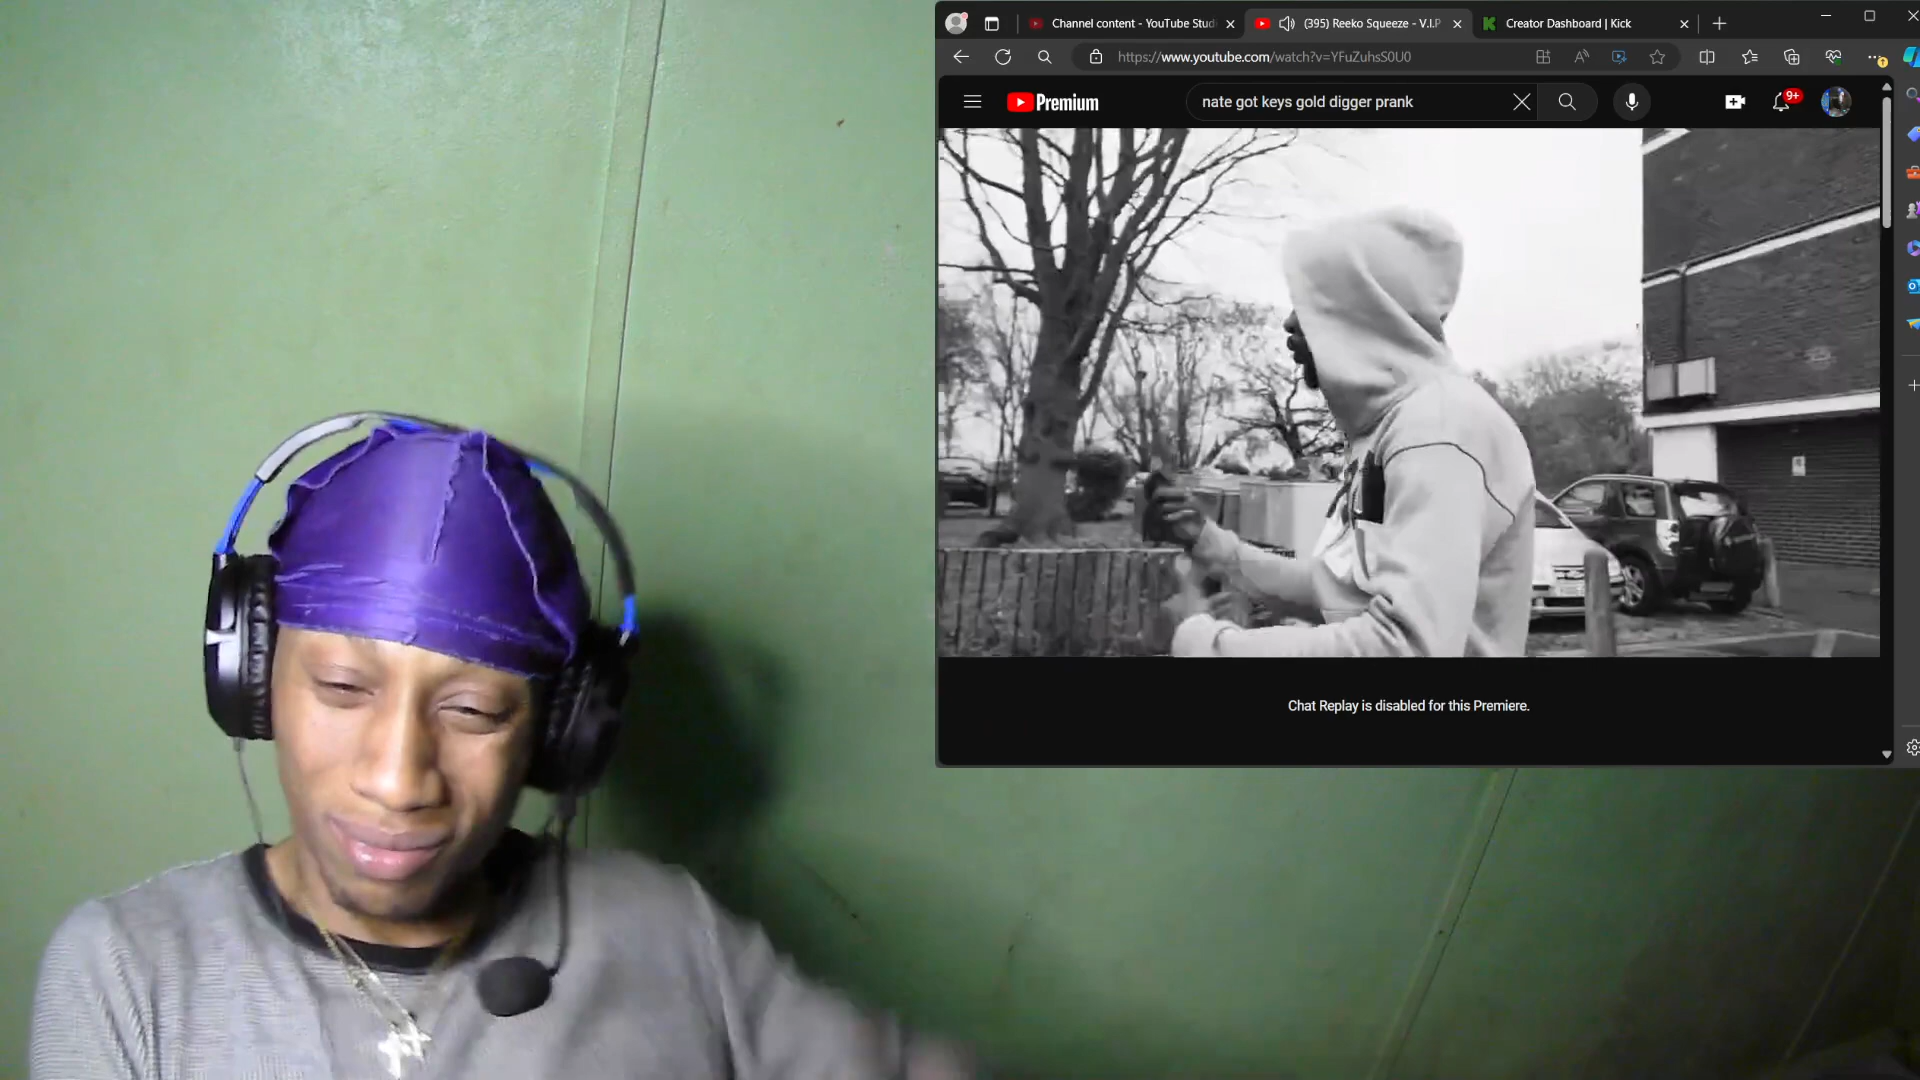 Channel content - YouTube Stud
(395) Reeko Squeeze - V.I.P
Creator Dashboard | Kick
https://www.youtube.com/watch?v=YFuZuhsS0U0
Premium
nate got keys gold digger prank
9+
Chat Replay is disabled for this Premiere.